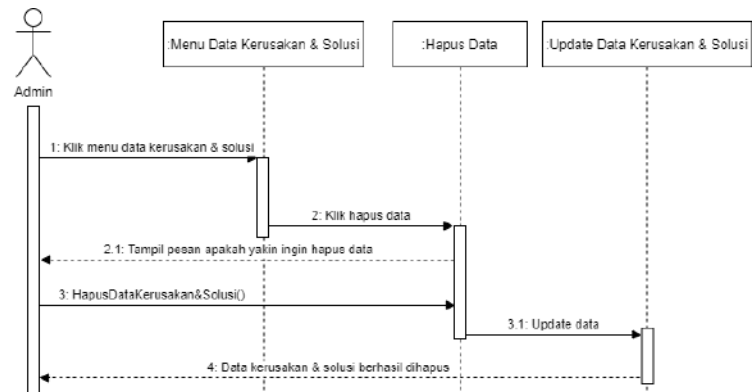 :Menu Data Kerusakan & Solusi
:Hapus Data
:Update Data Kerusakan & Solusi
Admin
1: Klik menu data kerusakan & solusi
2: Klik hapus data
2.1: Tampil pesan apakah yakin ingin hapus data
3: HapusDataKerusakan&Solusi()
3.1: Update data
4: Data kerusakan & solusi berhasil dihapus